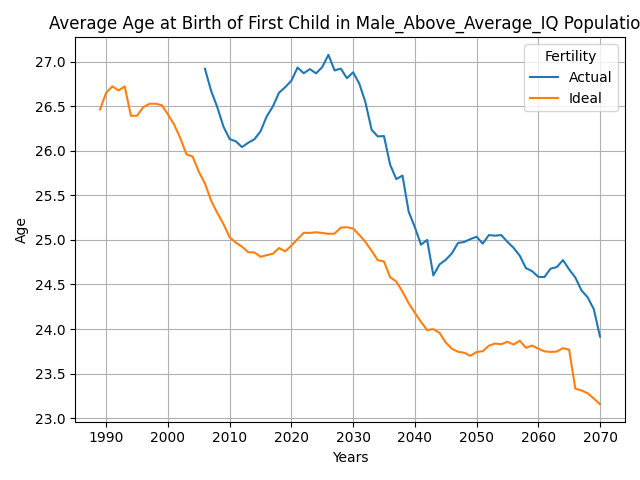 Average Age at Birth of First Child in Male_Above_Average_IQ Populatio
Fertility
Actual
Ideal
27.0
26.5
26.0
25.5
25.0
24.5
24.0
23.5
23.0
Age
1990 2000 2010 2020 2030 2040 2050 2060 2070
Years